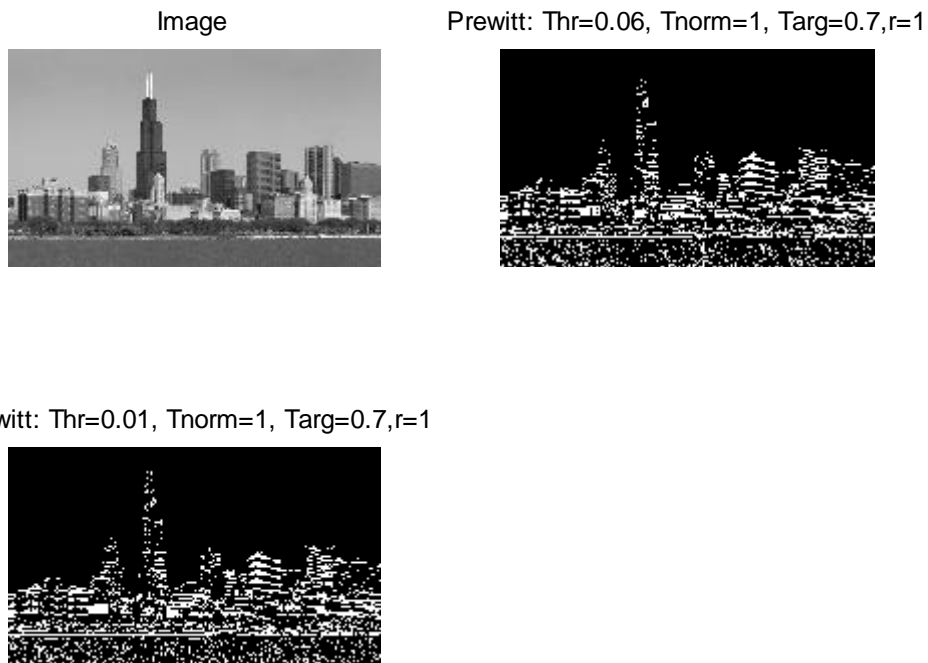 Image
Prewitt: Thr=0.06, Tnorm=1, Targ=0.7,r=1
witt: Thr=0.01, Tnorm=1, Targ=0.7,r=1